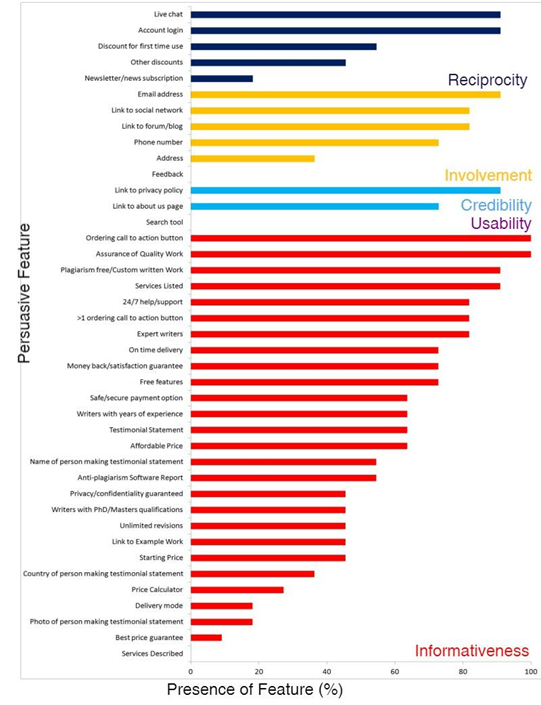 Live chat
Account login
Discount for first time use
Other discounts
Newsletter/news subscription
Reciprocity
Email address
Link to social network
Link to forum/blog
Phone number
Address
Feedback
Involvement
Link to privacy policy
Link to about us page
Credibility
Search tool
Usability
Ordering call to action button
Assurance of Quality Work
Plagiarism free/Custom written Work
Services Listed
24/7 help/support
>1 ordering call to action button
Expert writers
On time delivery
Money back/satisfaction guarantee
Free features
Safe/secure payment option
Writers with years of experience
Testimonial Statement
Affordable Price
Name of person making testimonial statement
Anti-plagiarism Software Report
Privacy/confidentiality guaranteed
Writers with PhD/Masters qualifications
Unlimited revisions
Link to Example Work
Starting Price
Country of person making testimonial statement
Price Calculator
Delivery mode
Photo of person making testimonial statement
Best price guarantee
Services Described
Informativeness
Persuasive Feature
0 20 40 60 80 100
Presence of Feature (%)